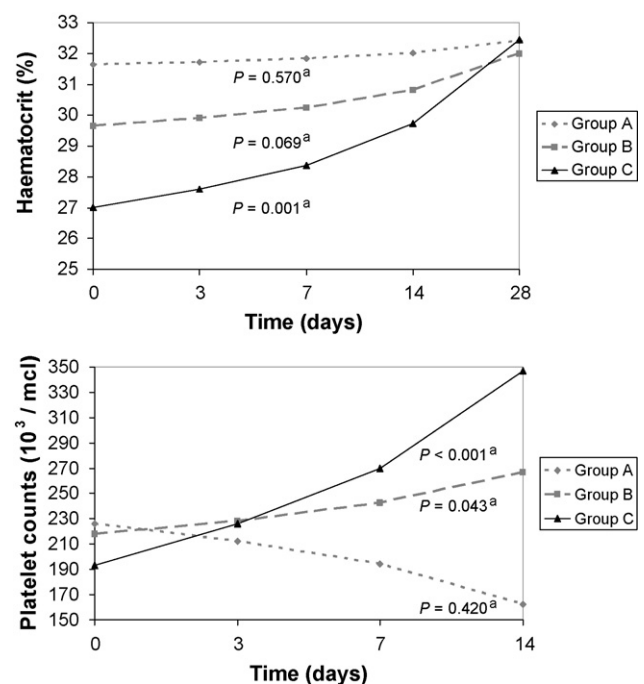 33
32
31
30
29
28
27
26
25
Haematocrit (%)
P = 0.570a
P = 0.069a
P = 0.001a
0 3 7 14 28
Time (days)
Group A
Group B
Group C
350
330
310
290
270
250
230
210
190
170
150
Platelet counts (10³ / mcl)
P < 0.001a
P = 0.043a
P = 0.420a
0 3 7 14
Time (days)
Group A
Group B
Group C